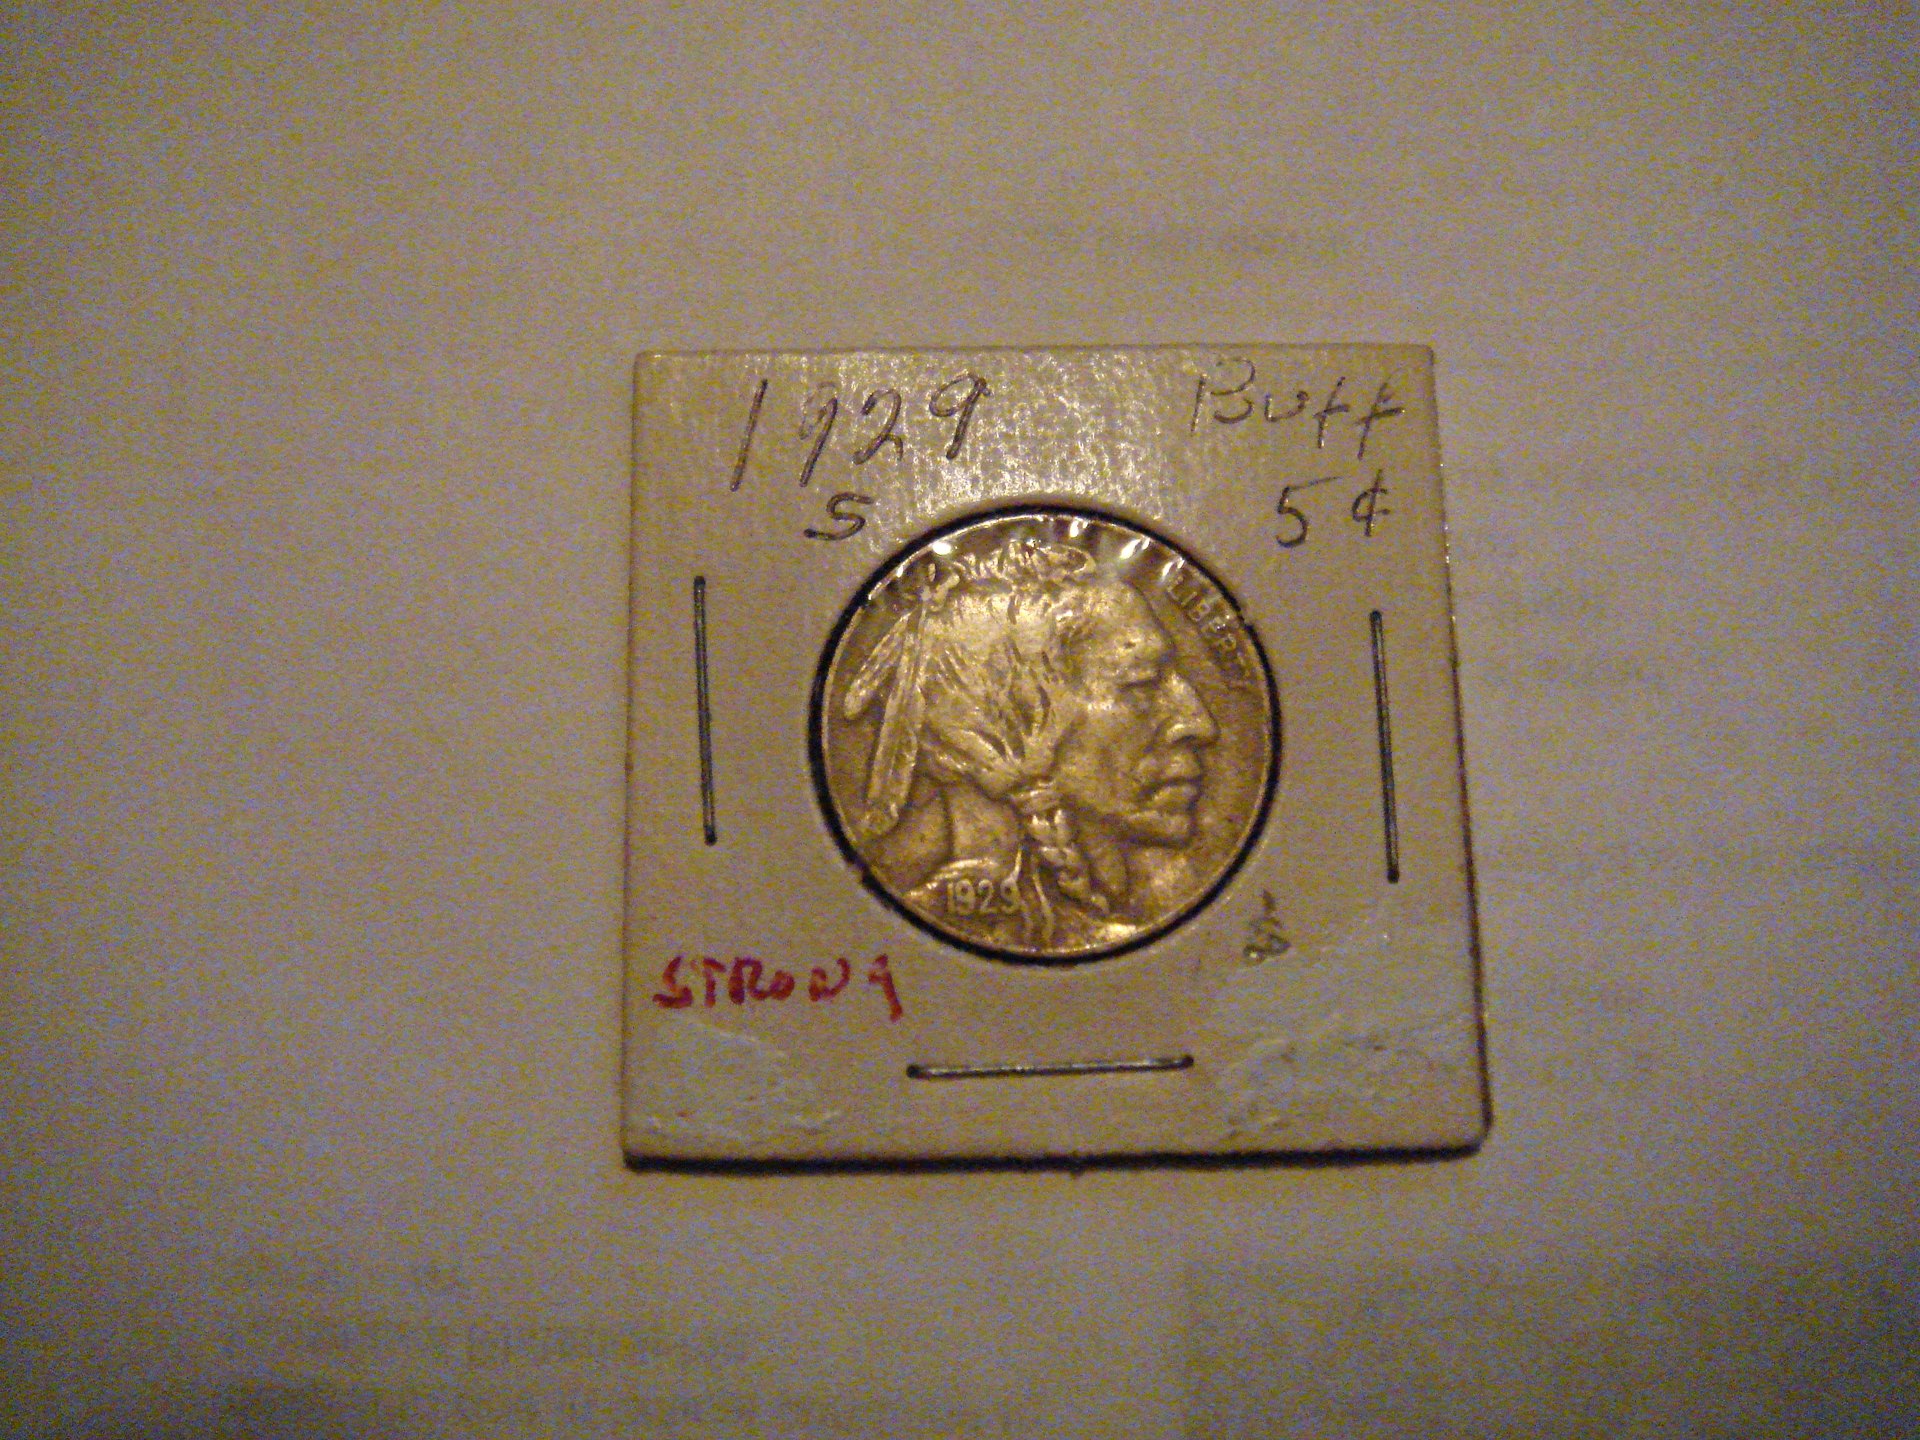 1929 Buff
S 5¢
LIBERTY
1929
STRONG